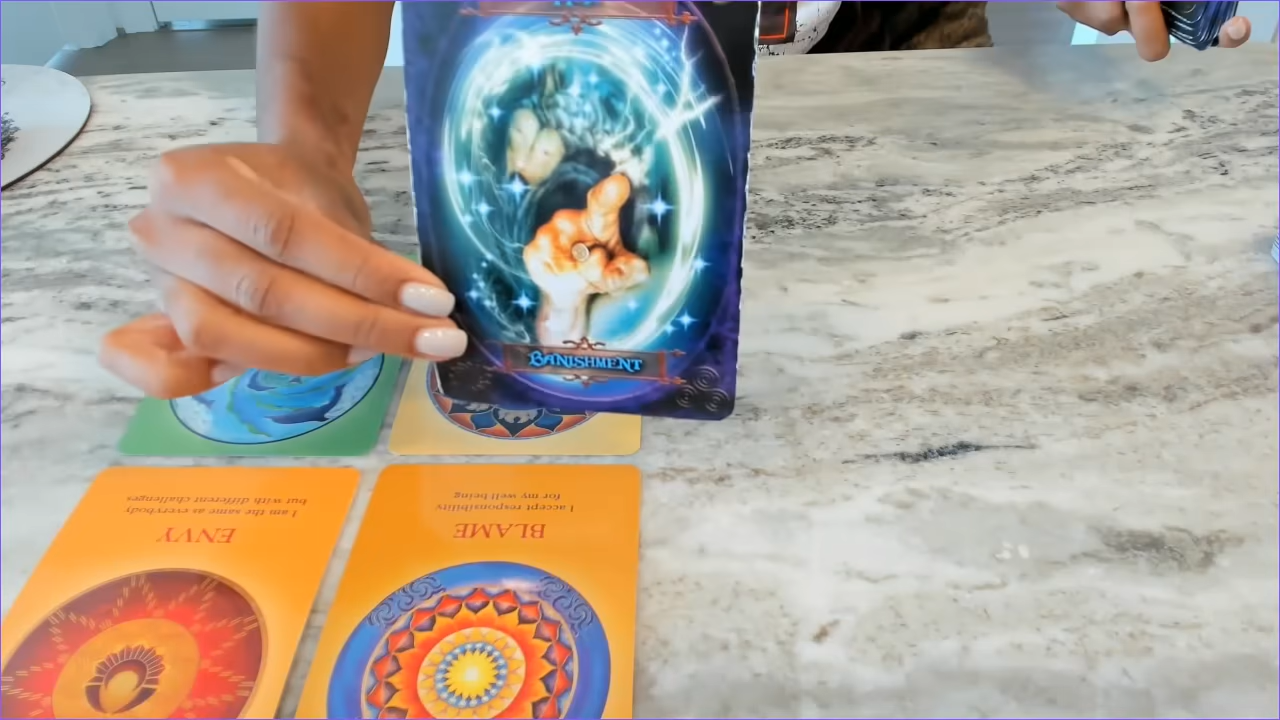 BANISHMENT
ENVY
I am the same as everybody
but with different challenges
BLAME
I accept responsibility
for my well being